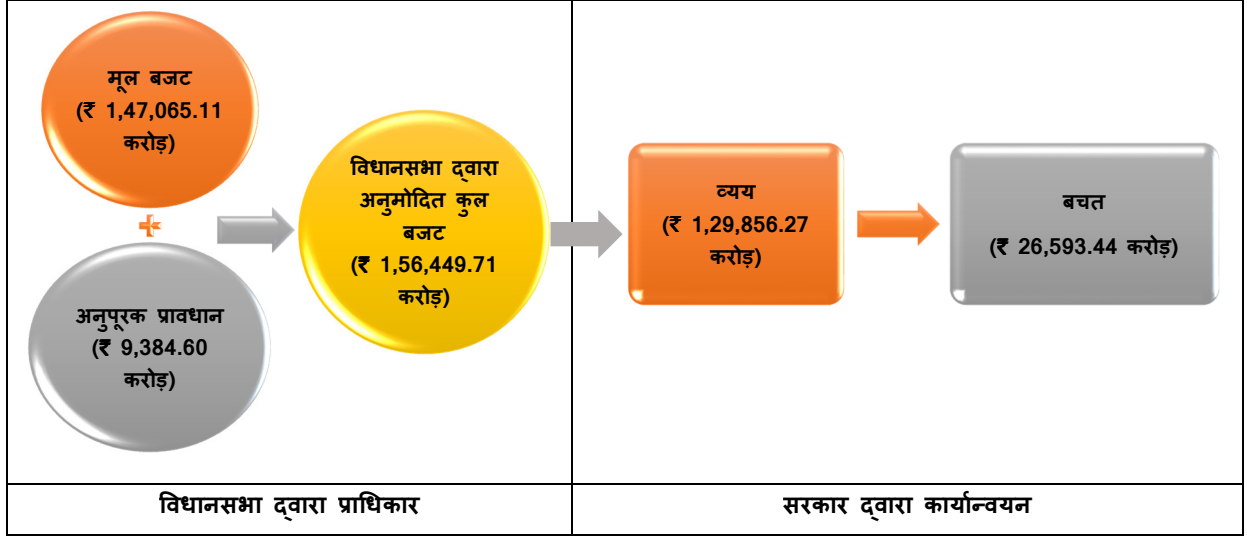 मूल बजट
(₹ 1,47,065.11
करोड़)
+
अनुपूरक प्रावधान
(₹ 9,384.60
करोड़)
विधानसभा द्वारा
अनुमोदित कुल
बजट
(₹ 1,56,449.71
करोड़)
व्यय
(₹ 1,29,856.27
करोड़)
बचत
(₹ 26,593.44 करोड़)
विधानसभा द्वारा प्राधिकार
सरकार द्वारा कार्यान्वयन